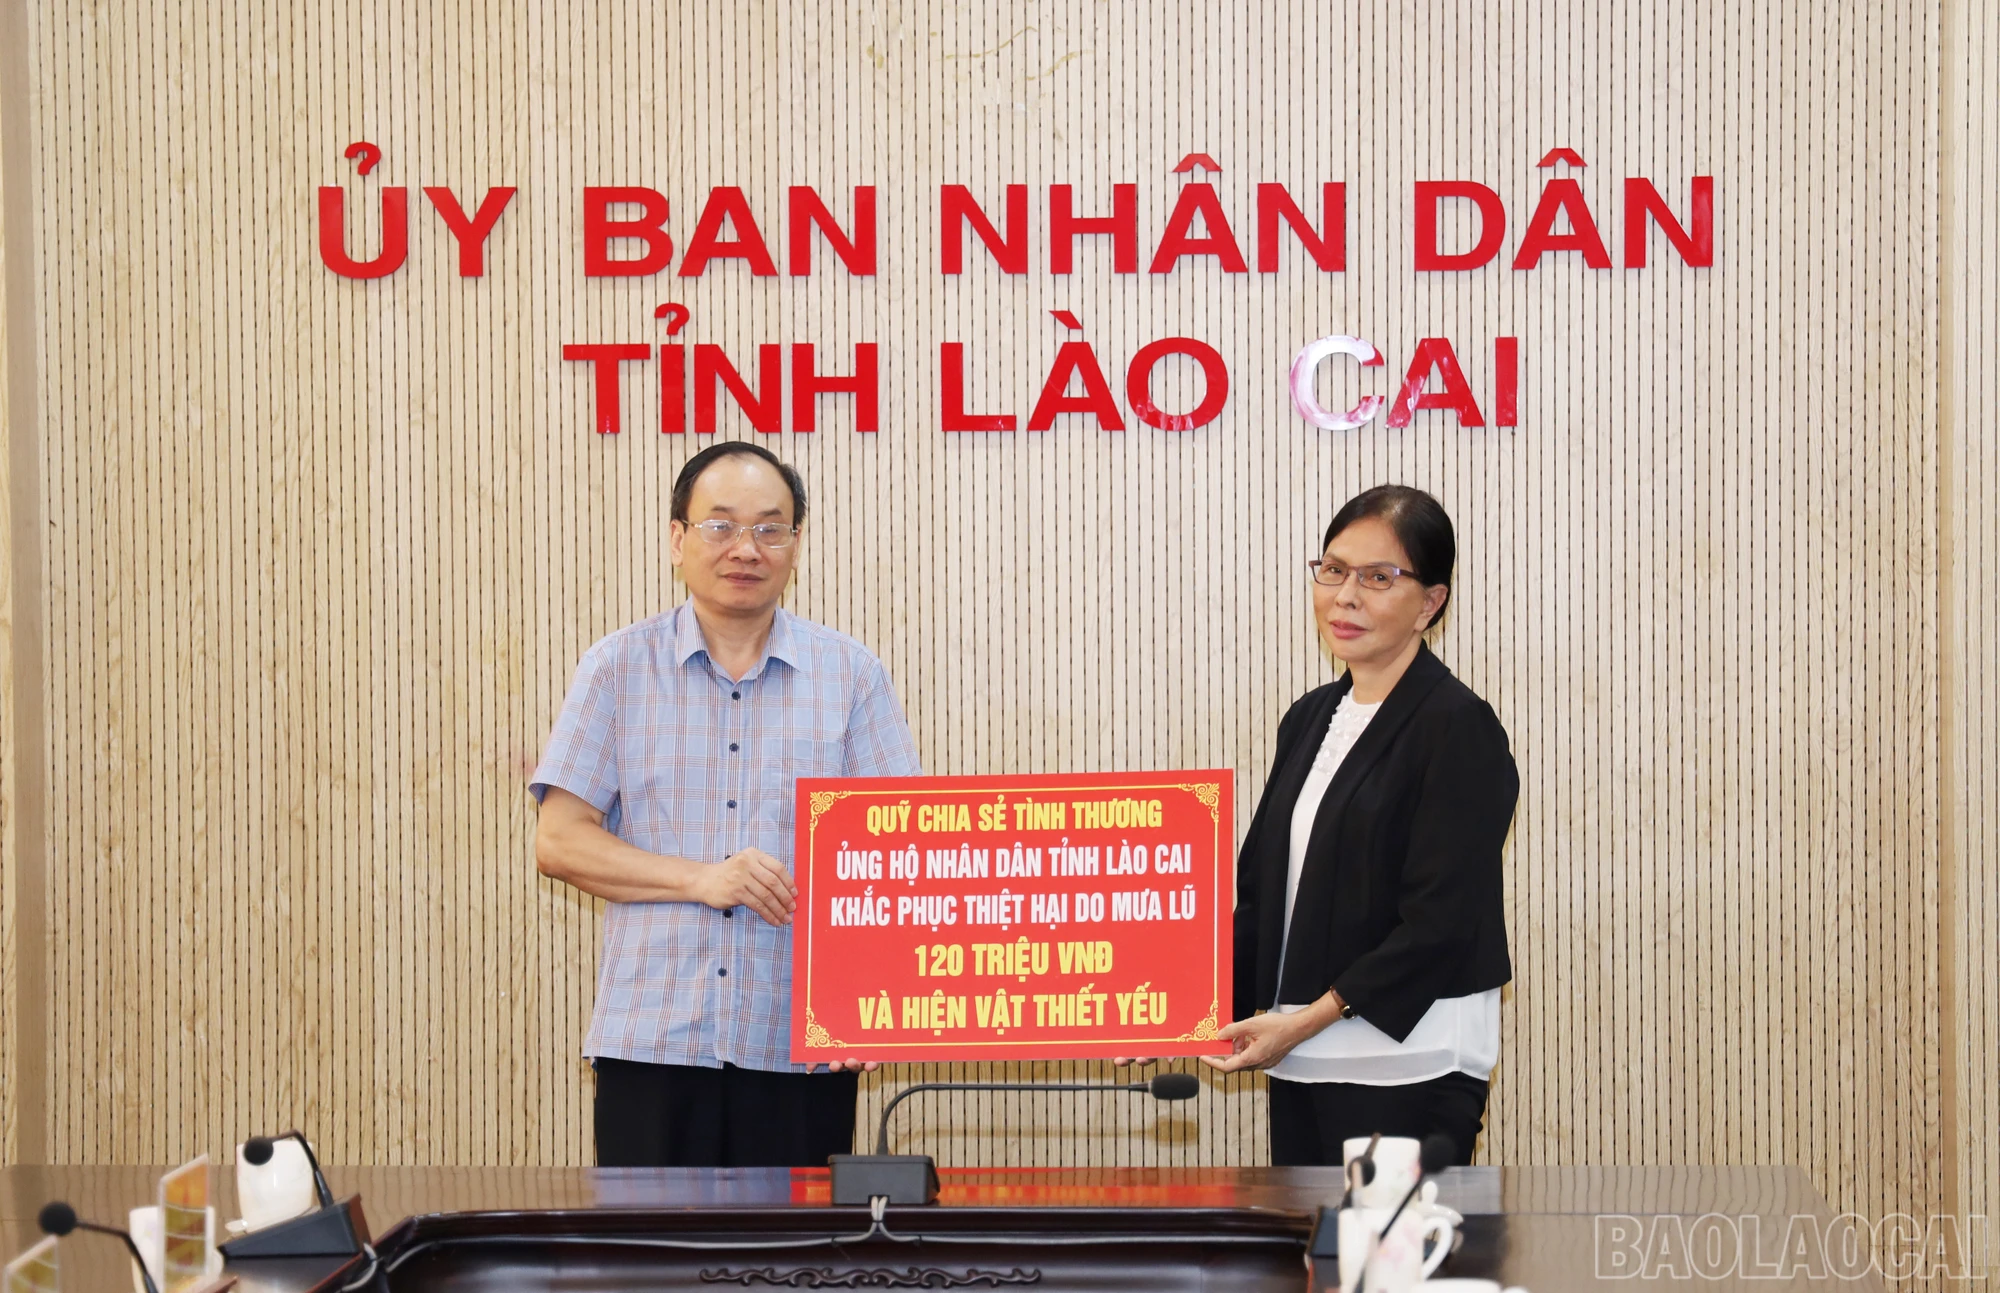 ỦY BAN NHÂN DÂN
TỈNH LÀO CAI
QUỸ CHIA SẺ TÌNH THƯƠNG
ỦNG HỘ NHÂN DÂN TỈNH LÀO CAI
KHẮC PHỤC THIỆT HẠI DO MƯA LŨ
120 TRIỆU VNĐ
VÀ HIỆN VẬT THIẾT YẾU
BAOLAOCAI